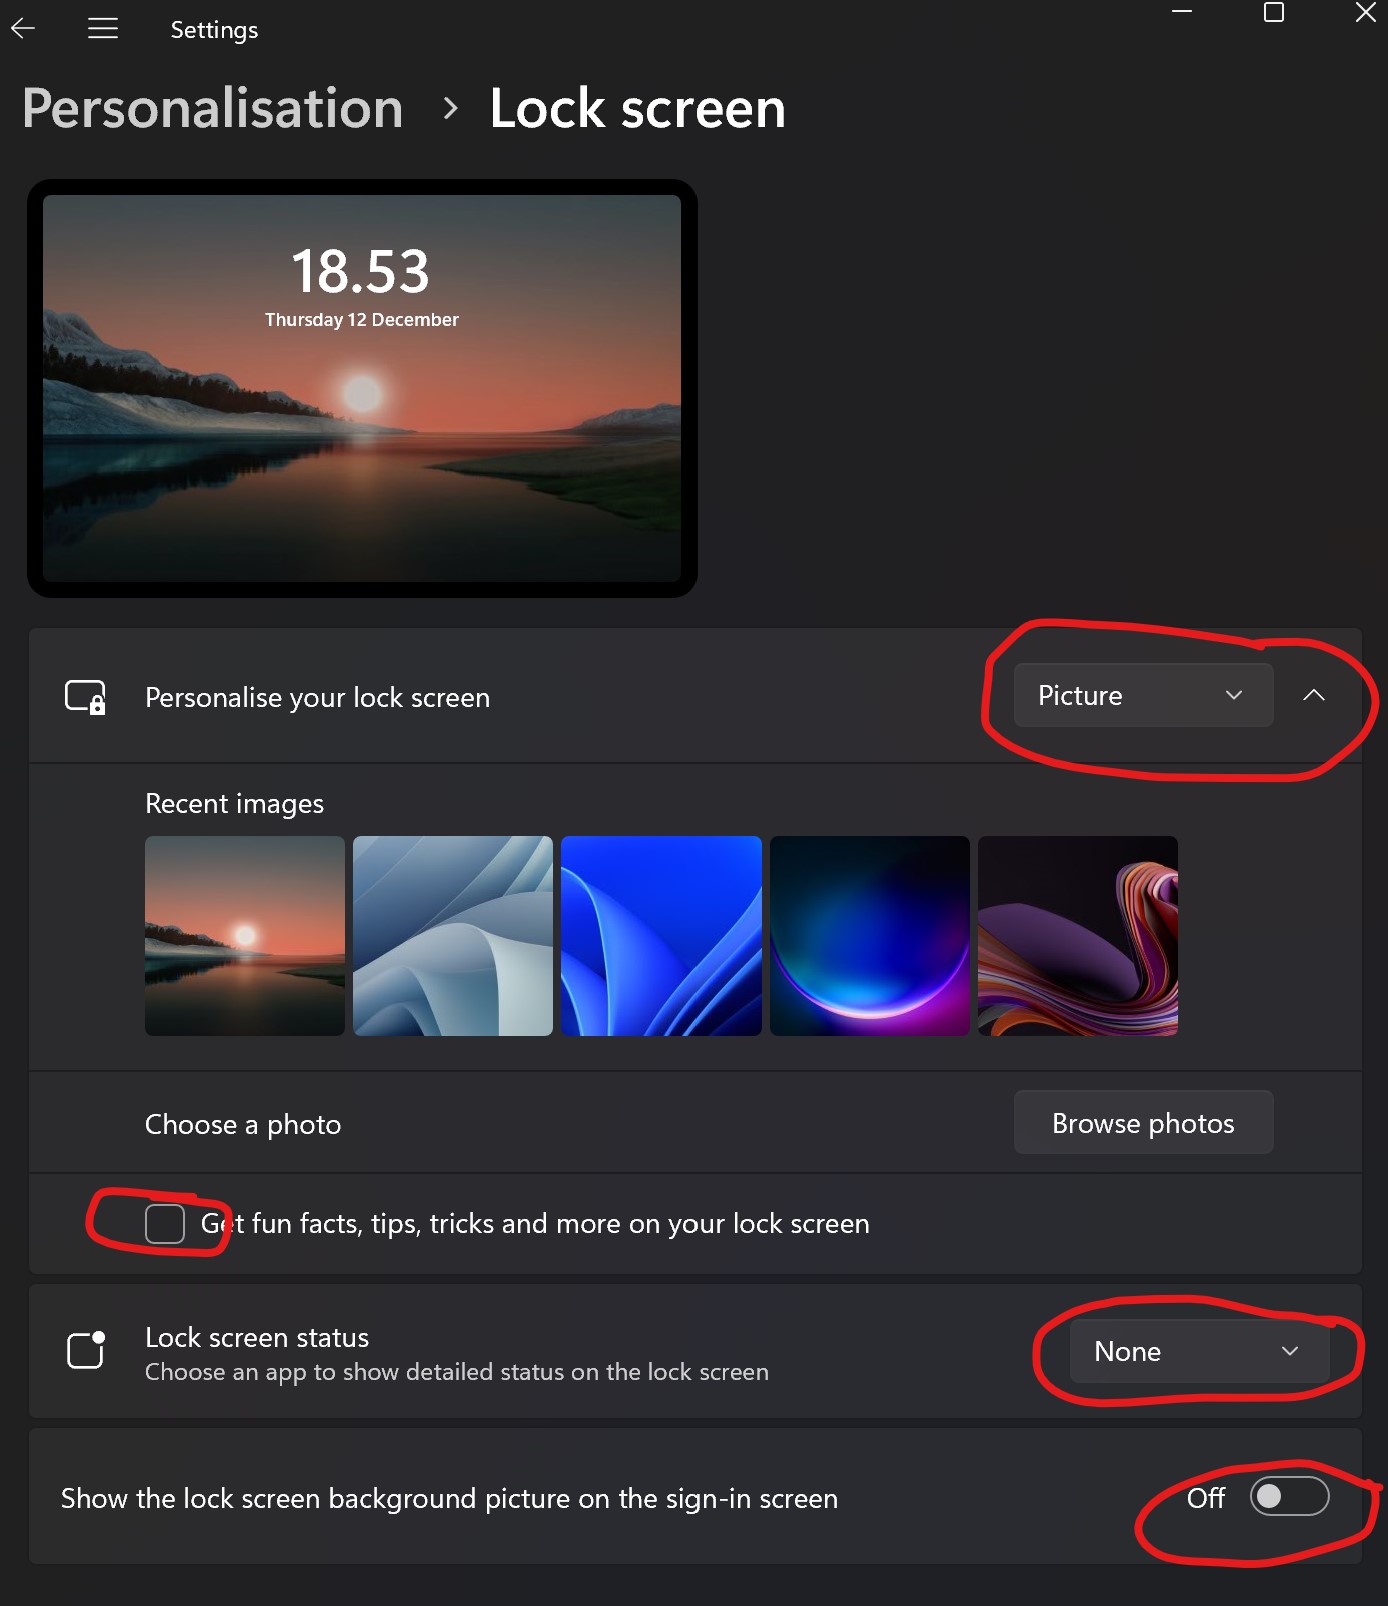 Settings
Personalisation > Lock screen
18.53
Thursday 12 December
Personalise your lock screen
Picture
Recent images
Choose a photo
Browse photos
Get fun facts, tips, tricks and more on your lock screen
Lock screen status
Choose an app to show detailed status on the lock screen
None
Show the lock screen background picture on the sign-in screen
Off